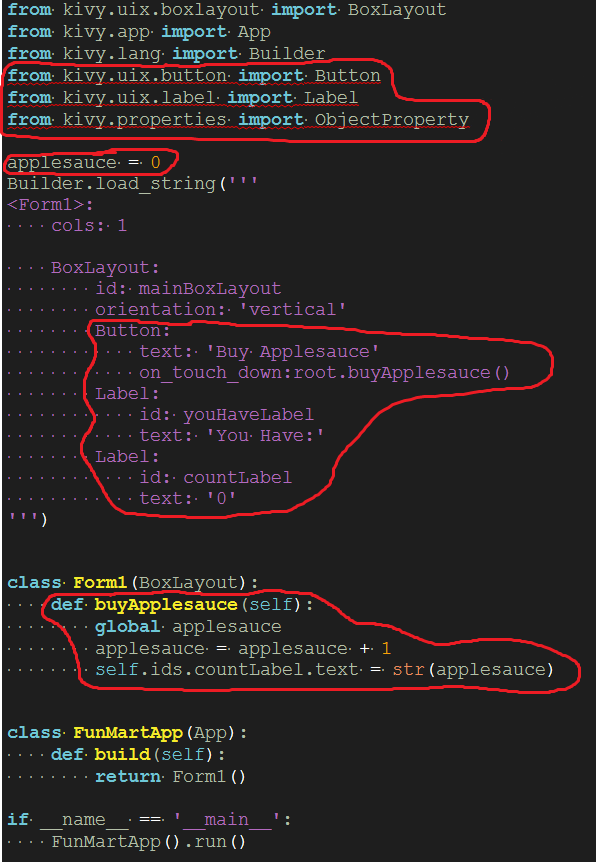 from kivy.uix.boxlayout import BoxLayout
from kivy.app import App
from kivy.lang import Builder
from kivy.uix.button import Button
from kivy.uix.label import Label
from kivy.properties import ObjectProperty

applesauce = 0
Builder.load_string('''
<Form1>:
    cols: 1

    BoxLayout:
        id: mainBoxLayout
        orientation: 'vertical'
        Button:
            text: 'Buy Applesauce'
            on_touch_down:root.buyApplesauce()
        Label:
            id: youHaveLabel
            text: 'You Have:'
        Label:
            id: countLabel
            text: '0'
''')


class Form1(BoxLayout):
    def buyApplesauce(self):
        global applesauce
        applesauce = applesauce + 1
        self.ids.countLabel.text = str(applesauce)


class FunMartApp(App):
    def build(self):
        return Form1()

if __name__ == '__main__':
    FunMartApp().run()